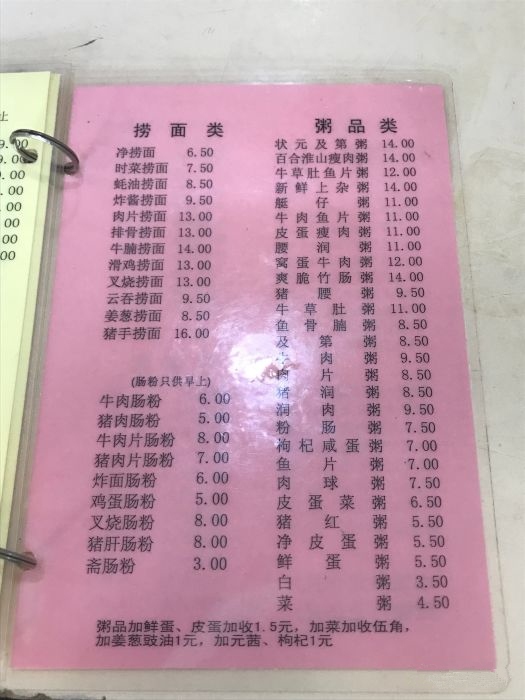 捞面类
净捞面 6.50
时菜捞面 7.50
蚝油捞面 8.50
炸酱捞面 9.50
肉片捞面 13.00
排骨捞面 13.00
牛腩捞面 14.00
滑鸡捞面 13.00
叉烧捞面 13.00
云吞捞面 9.50
姜葱捞面 8.50
猪手捞面 16.00
(肠粉只供早上)
牛肉肠粉 6.00
猪肉肠粉 5.00
牛肉片肠粉 8.00
猪肉片肠粉 7.00
炸面肠粉 6.00
鸡蛋肠粉 5.00
叉烧肠粉 8.00
猪肝肠粉 8.00
斋肠粉 3.00
粥品类
状元及第粥 14.00
百合淮山瘦肉粥 14.00
牛草肚鱼片粥 12.00
新鲜上杂粥 14.00
艇仔粥 11.00
牛肉鱼片粥 11.00
皮蛋瘦肉粥 11.00
腰润粥 11.00
窝蛋牛肉粥 12.00
爽脆竹肠粥 14.00
猪腰粥 9.50
牛草肚粥 11.00
鱼骨腩粥 8.50
及第粥 8.50
牛肉粥 9.50
肉片粥 8.50
猪润粥 8.50
润肉粥 9.50
粉肠粥 7.50
枸杞咸蛋粥 7.00
鱼片粥 7.00
肉球粥 7.50
皮蛋菜粥 6.50
猪红粥 5.50
净皮蛋粥 5.50
鲜蛋粥 5.50
白粥 3.50
菜粥 4.50
粥品加鲜蛋、皮蛋加收1.5元,加菜加收伍角,
加姜葱豉油1元,加元茜、枸杞1元